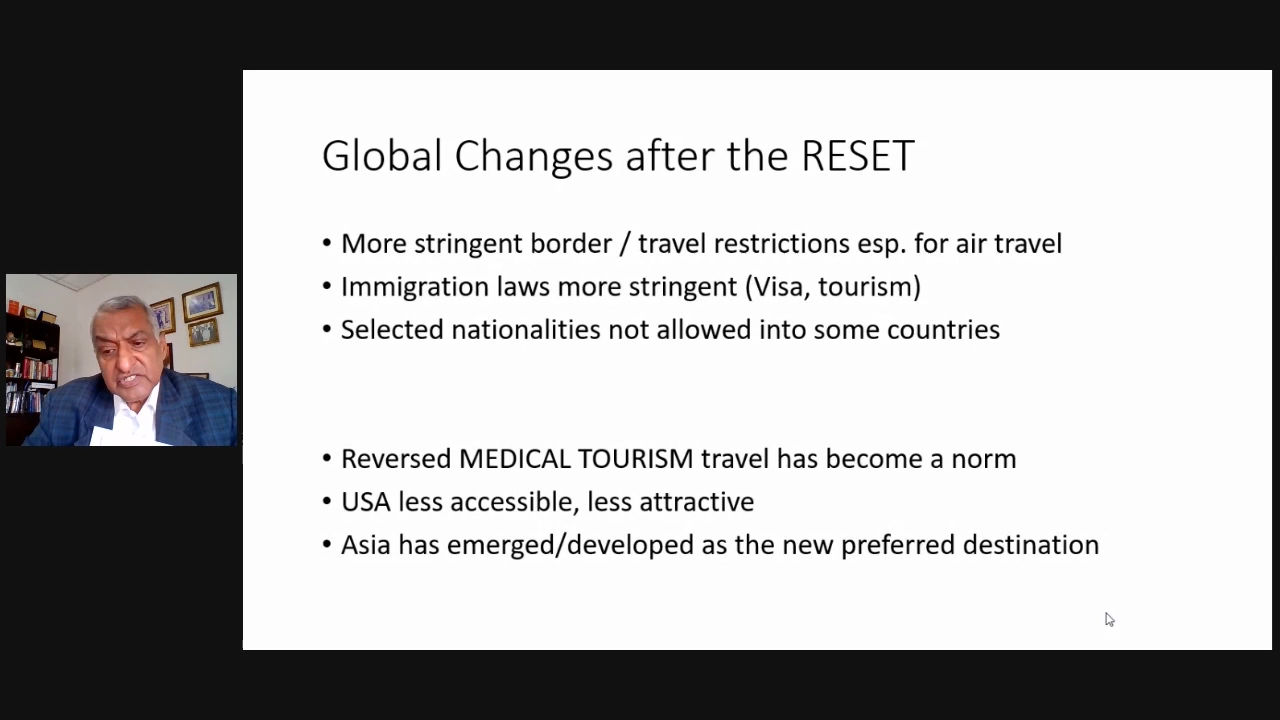 Global Changes after the RESET
• More stringent border / travel restrictions esp. for air travel
• Immigration laws more stringent (Visa, tourism)
• Selected nationalities not allowed into some countries
• Reversed MEDICAL TOURISM travel has become a norm
• USA less accessible, less attractive
• Asia has emerged/developed as the new preferred destination